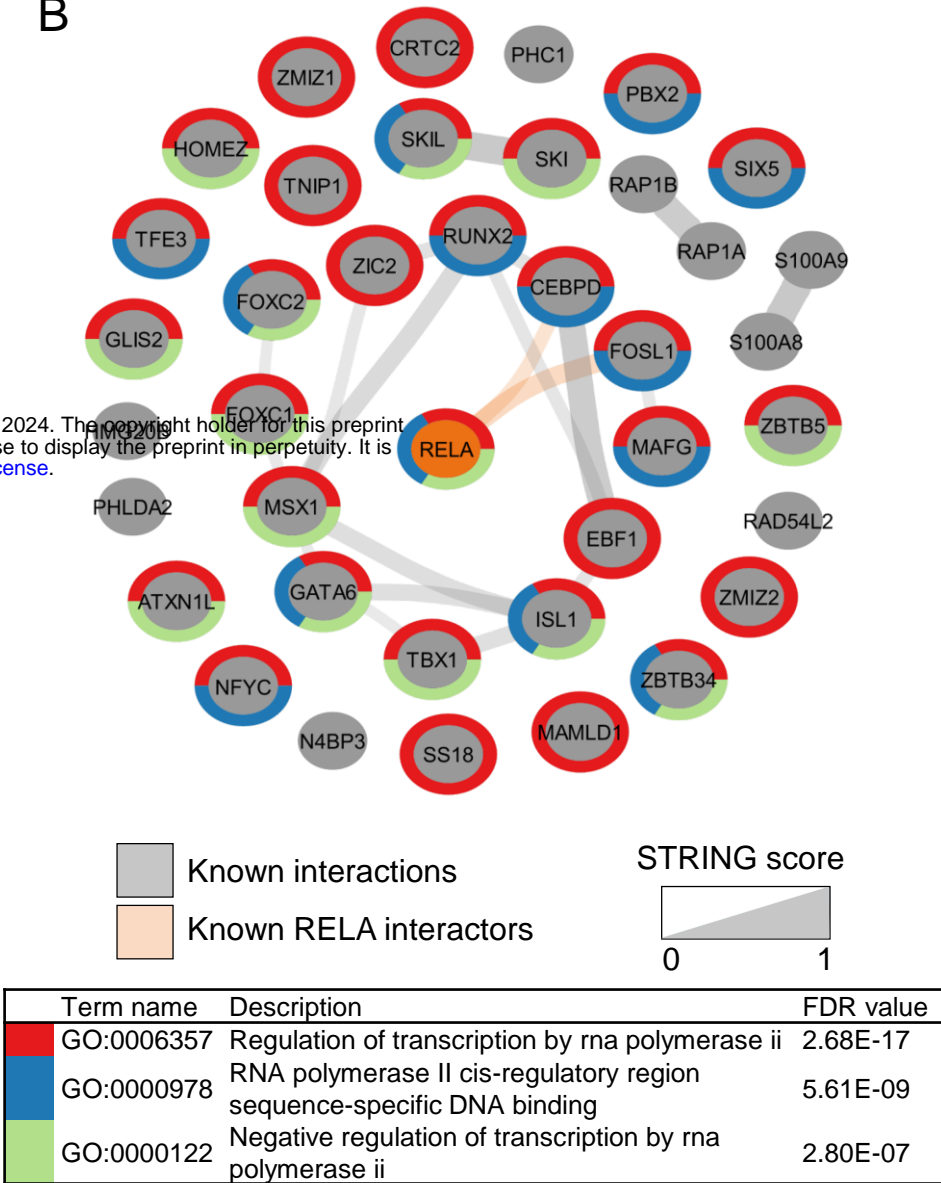 B
CRTC2
PHC1
ZMIZ1
PBX2
SKIL
HOMEZ
SKI
SIX5
TNIP1
RAP1B
TFE3
RUNX2
RAP1A
ZIC2
S100A9
CEBPD
FOXC2
GLIS2
FOSL1
S100A8
FOXC1
ZBTB5
2024. The copyright holder for this preprint
HMG20B
se to display the preprint in perpetuity. It is
RELA
MAFG
cense.
PHLDA2
MSX1
RAD54L2
EBF1
GATA6
ZMIZ2
ATXN1L
ISL1
TBX1
ZBTB34
NFYC
N4BP3
MAMLD1
SS18
Known interactions
Known RELA interactors
STRING score
0 1
Term name Description FDR value
GO:0006357 Regulation of transcription by rna polymerase ii 2.68E-17
GO:0000978 RNA polymerase II cis-regulatory region sequence-specific DNA binding 5.61E-09
GO:0000122 Negative regulation of transcription by rna polymerase ii 2.80E-07